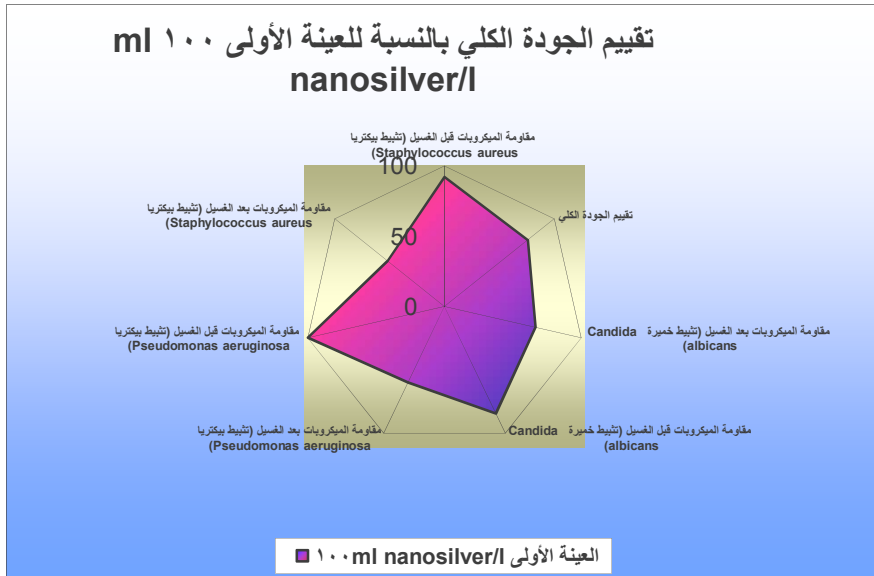 تقييم الجودة الكلي بالنسبة للعينة الأولى ١٠٠ ml
nanosilver/l
مقاومة الميكروبات قبل الغسيل (تثبيط بيكتريا
Staphylococcus aureus)
100
50
0
تقييم الجودة الكلي
مقاومة الميكروبات بعد الغسيل (تثبيط خميرة Candida
albicans)
مقاومة الميكروبات قبل الغسيل (تثبيط خميرة Candida
albicans)
مقاومة الميكروبات بعد الغسيل (تثبيط بيكتريا
Pseudomonas aeruginosa)
مقاومة الميكروبات قبل الغسيل (تثبيط بيكتريا
Pseudomonas aeruginosa)
مقاومة الميكروبات بعد الغسيل (تثبيط بيكتريا
Staphylococcus aureus)
العينة الأولى ١٠٠ml nanosilver/l